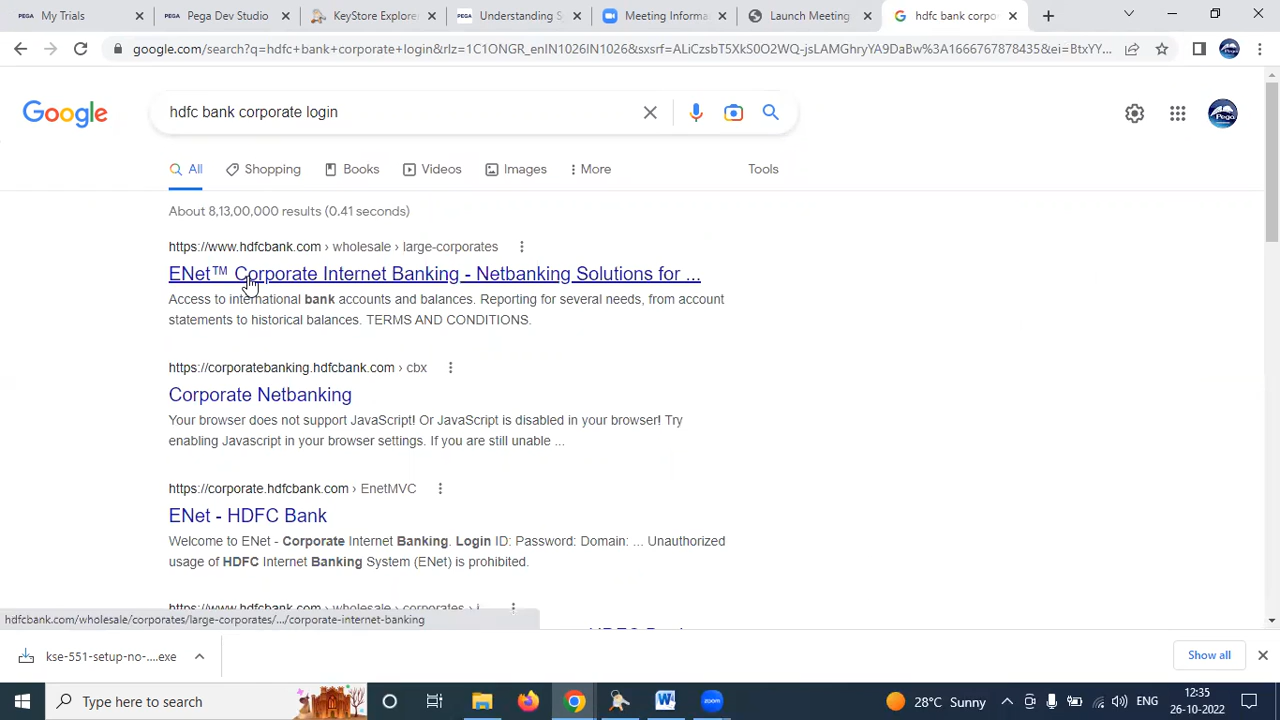 My Trials
Pega Dev Studio
KeyStore Explore
Understanding S
Meeting Informa
Launch Meeting
hdfc bank corpo
google.com/search?q=hdfc+bank+corporate+login&rlz=1C1ONGR_enIN1026IN1026&sxsrf=ALiCzsbT5XkS0O2WQ-jsLAMGhryYA9DaBw%3A1666767878435&ei=BtxYY...
Google
hdfc bank corporate login
Pega
All
Shopping
Books
Videos
Images
More
Tools
About 8,13,00,000 results (0.41 seconds)
https://www.hdfcbank.com › wholesale › large-corporates
ENet™ Corporate Internet Banking - Netbanking Solutions for ...
Access to international bank accounts and balances. Reporting for several needs, from account
statements to historical balances. TERMS AND CONDITIONS.
https://corporatebanking.hdfcbank.com › cbx
Corporate Netbanking
Your browser does not support JavaScript! Or JavaScript is disabled in your browser! Try
enabling Javascript in your browser settings. If you are still unable ...
https://corporate.hdfcbank.com › EnetMVC
ENet - HDFC Bank
Welcome to ENet - Corporate Internet Banking. Login ID: Password: Domain: ... Unauthorized
usage of HDFC Internet Banking System (ENet) is prohibited.
https://www.hdfcbank.com › wholesale › corporates › i
hdfcbank.com/wholesale/corporates/large-corporates/.../corporate-internet-banking
kse-551-setup-no-....exe
Show all
Type here to search
zoom
28°C Sunny
ENG
12:35
26-10-2022